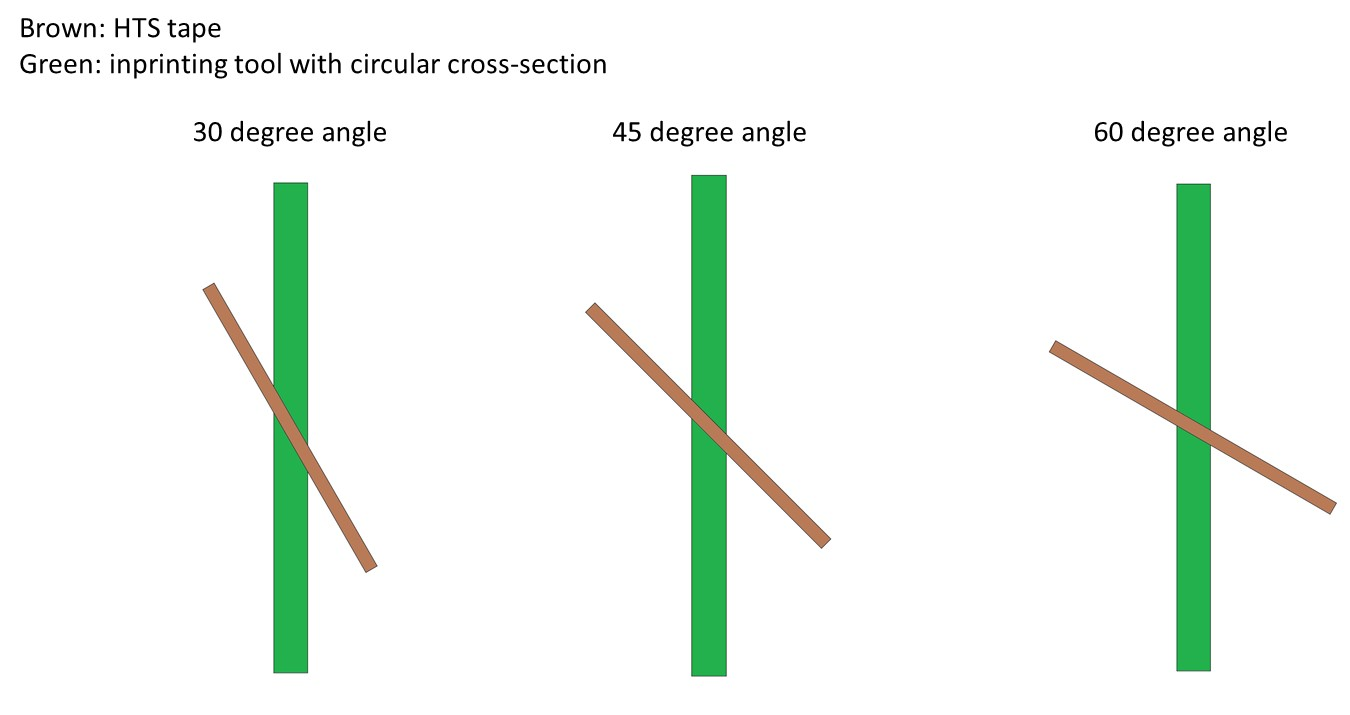 Brown: HTS tape
Green: inprinting tool with circular cross-section
30 degree angle
45 degree angle
60 degree angle